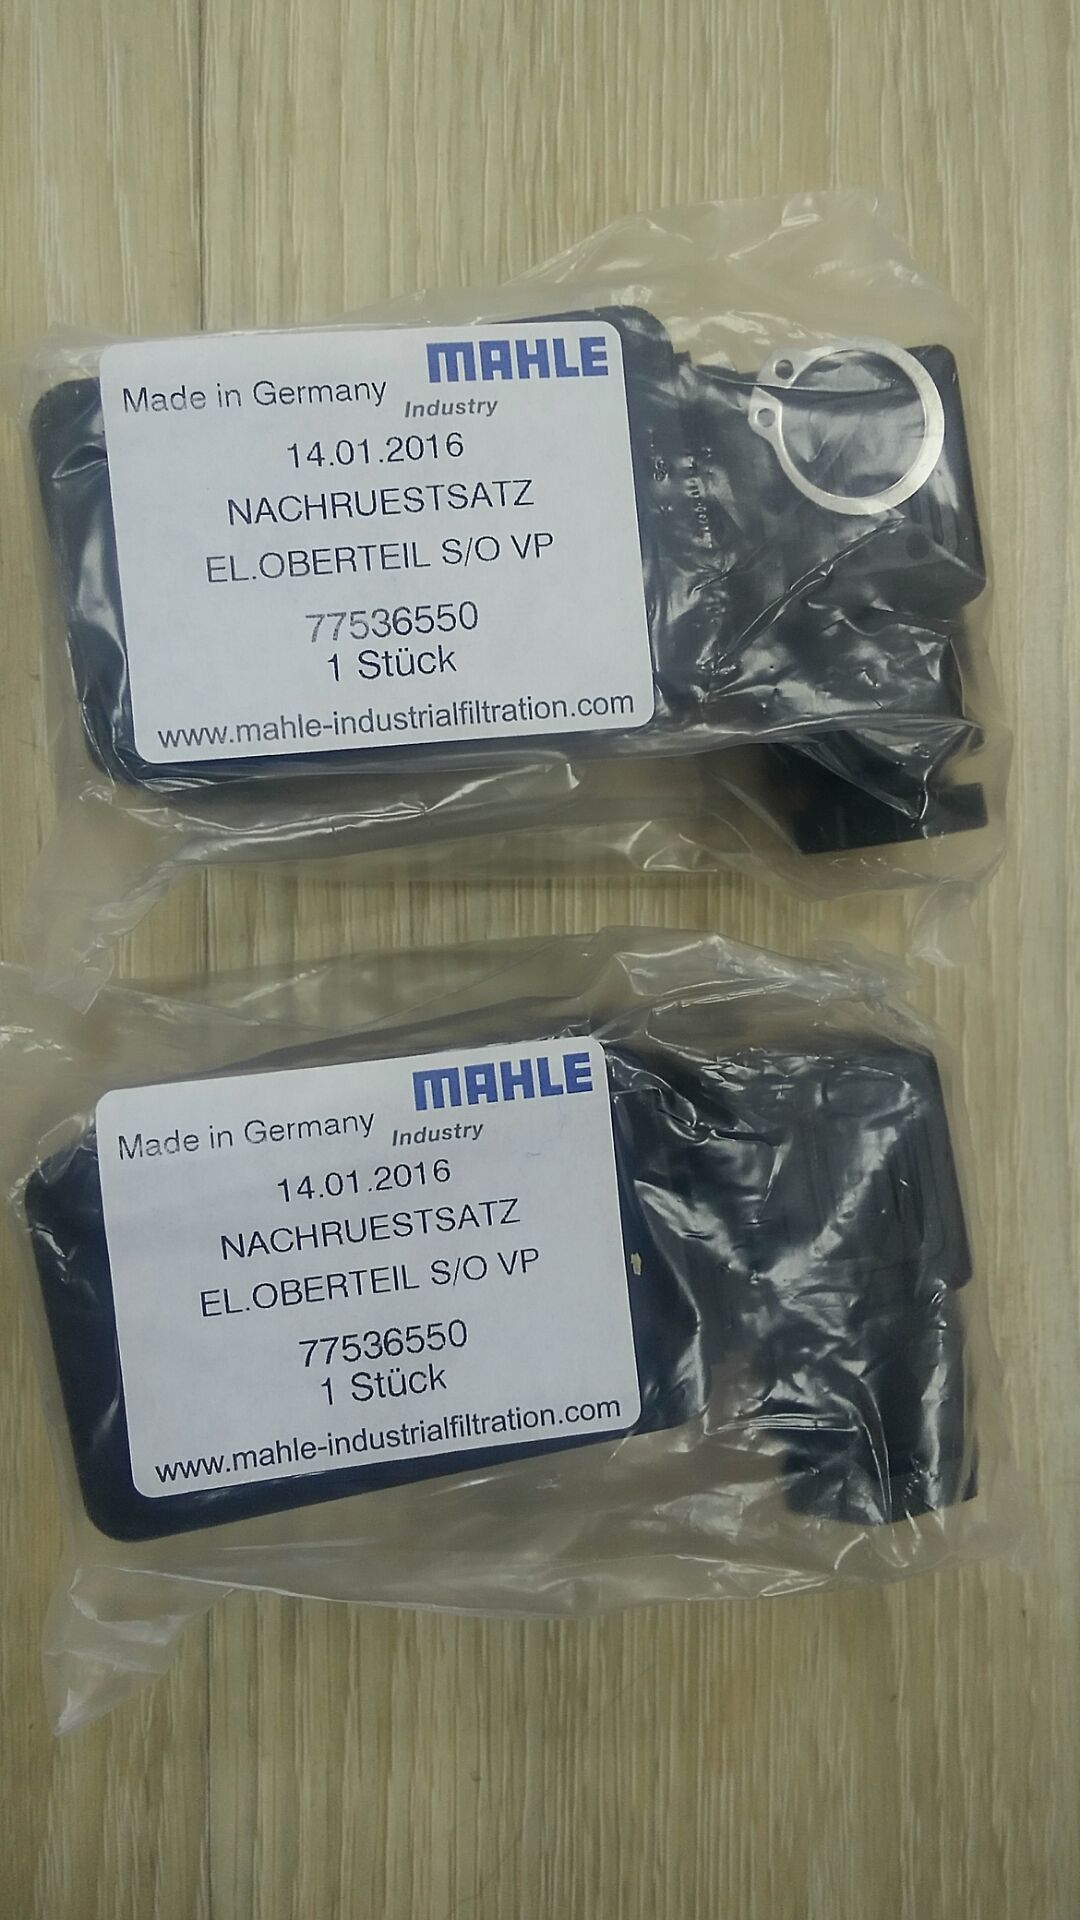 MAHLE
Made in Germany Industry
14.01.2016
NACHRUESTSATZ
EL.OBERTEIL S/O VP
77536550
1 Stück
www.mahle-industrialfiltration.com
MAHLE
Made in Germany Industry
14.01.2016
NACHRUESTSATZ
EL.OBERTEIL S/O VP
77536550
1 Stück
www.mahle-industrialfiltration.com